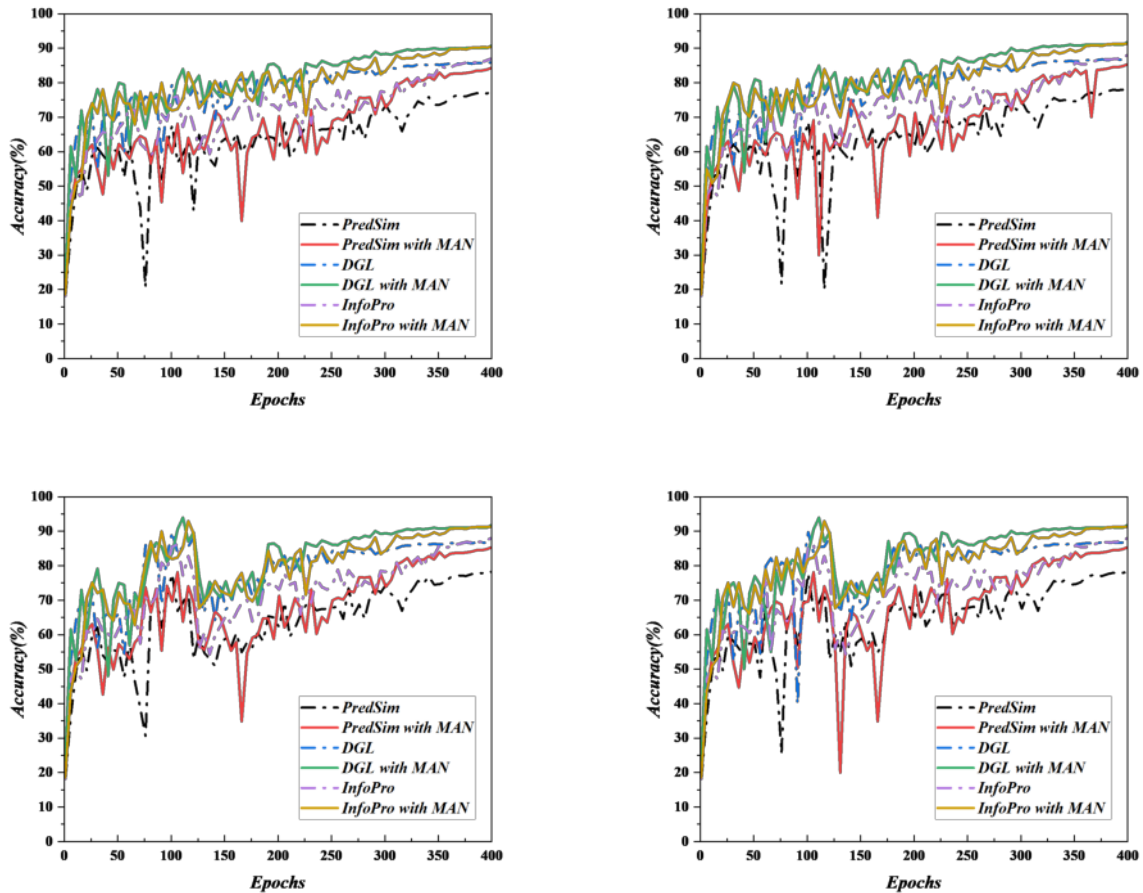 100
90
80
70
60
50
40
30
20
10
0
Accuracy(%)
PredSim
PredSim with MAN
DGL
DGL with MAN
InfoPro
InfoPro with MAN
0 50 100 150 200 250 300 350 400
Epochs
100
90
80
70
60
50
40
30
20
10
0
Accuracy(%)
PredSim
PredSim with MAN
DGL
DGL with MAN
InfoPro
InfoPro with MAN
0 50 100 150 200 250 300 350 400
Epochs
100
90
80
70
60
50
40
30
20
10
0
Accuracy(%)
PredSim
PredSim with MAN
DGL
DGL with MAN
InfoPro
InfoPro with MAN
0 50 100 150 200 250 300 350 400
Epochs
100
90
80
70
60
50
40
30
20
10
0
Accuracy(%)
PredSim
PredSim with MAN
DGL
DGL with MAN
InfoPro
InfoPro with MAN
0 50 100 150 200 250 300 350 400
Epochs